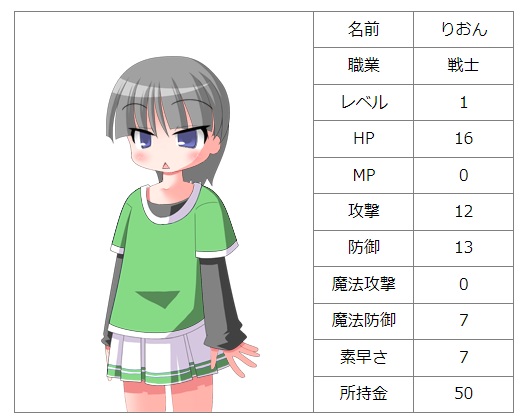 名前 りおん
職業 戦士
レベル 1
HP 16
MP 0
攻撃 12
防御 13
魔法攻撃 0
魔法防御 7
素早さ 7
所持金 50